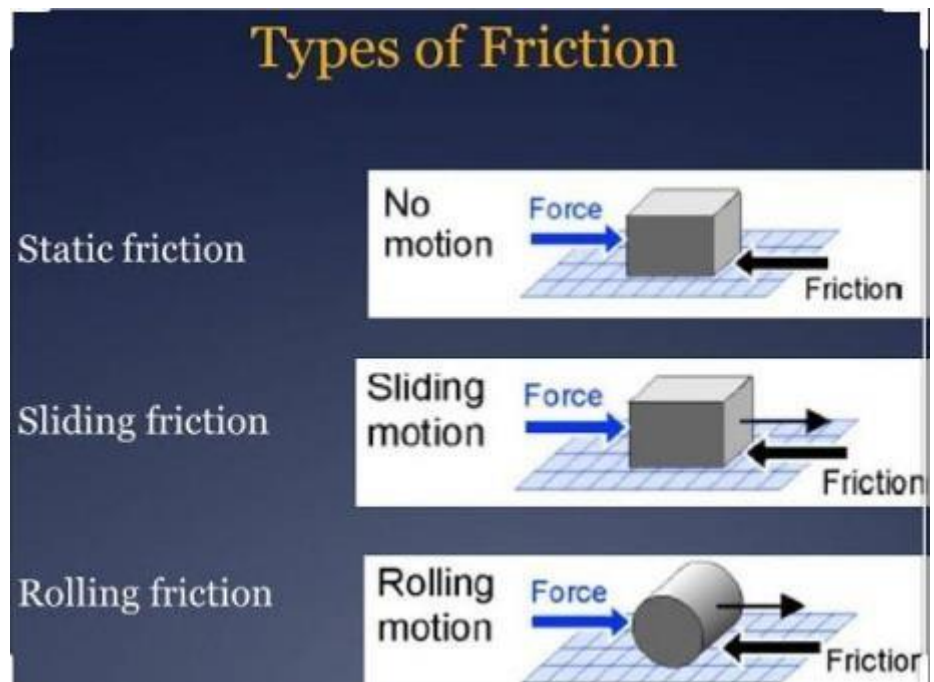 Types of Friction
Static friction
No
motion
Force
Friction
Sliding friction
Sliding
motion
Force
Friction
Rolling friction
Rolling
motion
Force
Friction